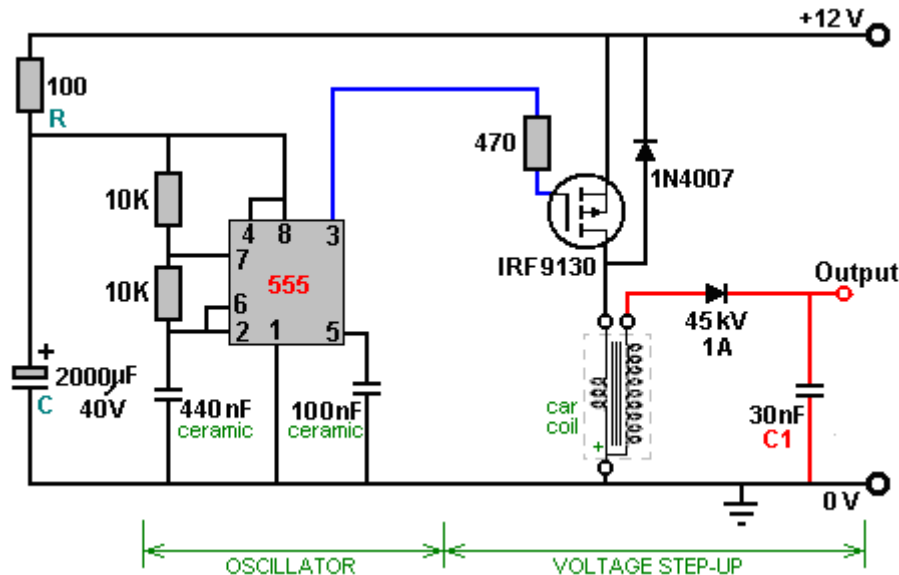 +12 V
100
R
470
10K
1N4007
4 8 3
7
IRF9130
Output
555
10K
6
2 1 5
45 kV
1A
+
2000µF
40V
C
440 nF
ceramic
100nF
ceramic
car
coil
+
30nF
C1
0 V
OSCILLATOR
VOLTAGE STEP-UP